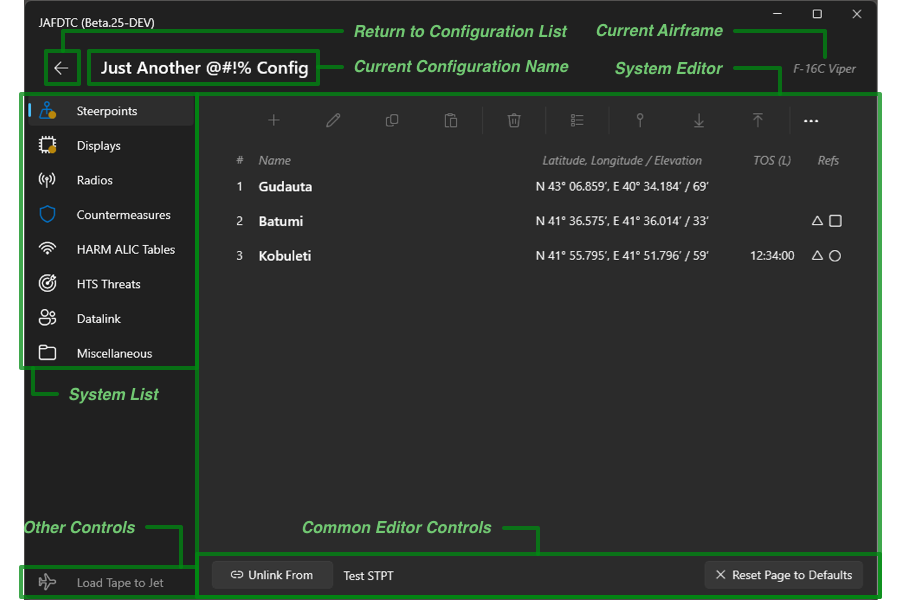 JAFDTC (Beta.25-DEV)
Return to Configuration List
Current Airframe
Just Another @#!% Config
Current Configuration Name
System Editor
F-16C Viper
Steerpoints
Displays
Radios
Countermeasures
HARM ALIC Tables
HTS Threats
Datalink
Miscellaneous
System List
# Name Latitude, Longitude / Elevation TOS (L) Refs
1 Gudauta N 43° 06.859’, E 40° 34.184’ / 69’
2 Batumi N 41° 36.575’, E 41° 36.014’ / 33’
3 Kobuleti N 41° 55.795’, E 41° 51.796’ / 59’ 12:34:00
Other Controls
Common Editor Controls
Load Tape to Jet
Unlink From Test STPT Reset Page to Defaults